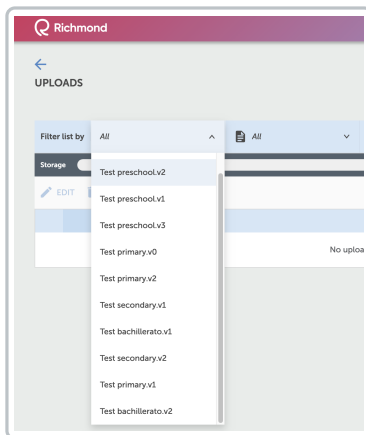 Richmond
UPLOADS
Filter list by All All
Storage
EDIT
Test preschool.v2
Test preschool.v1
Test preschool.v3
Test primary.v0
No uploa
Test primary.v2
Test secondary.v1
Test bachillerato.v1
Test secondary.v2
Test primary.v1
Test bachillerato.v2